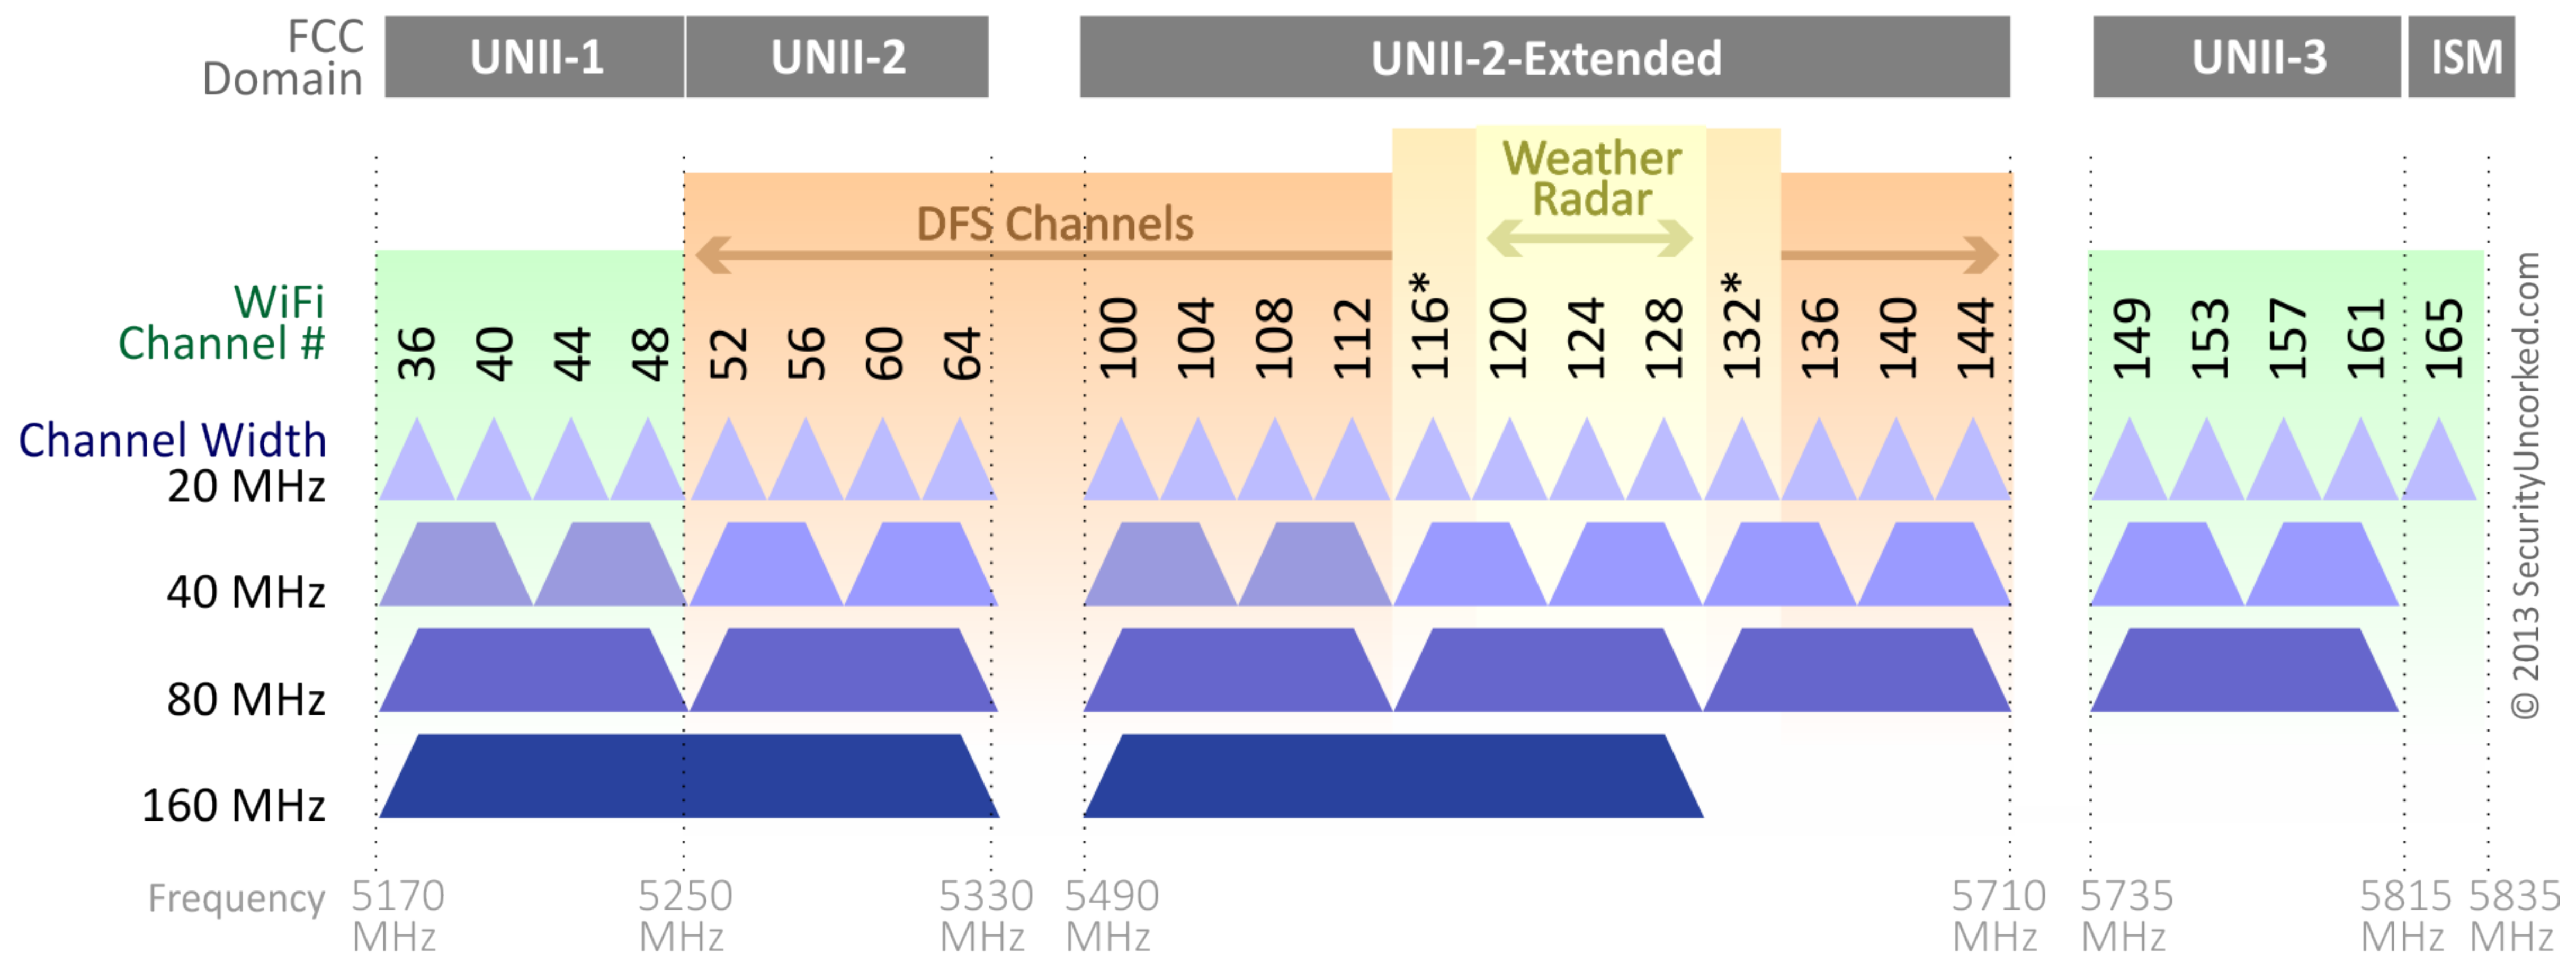 FCC
Domain
UNII-1
UNII-2
UNII-2-Extended
UNII-3
ISM
Weather
Radar
DFS Channels
WiFi
Channel #
36
40
44
48
52
56
60
64
100
104
108
112
116*
120
124
128
132*
136
140
144
149
153
157
161
165
Channel Width
20 MHz
40 MHz
80 MHz
160 MHz
Frequency
5170
MHz
5250
MHz
5330
MHz
5490
MHz
5710
MHz
5735
MHz
5815
MHz
5835
MHz
© 2013 SecurityUncorked.com